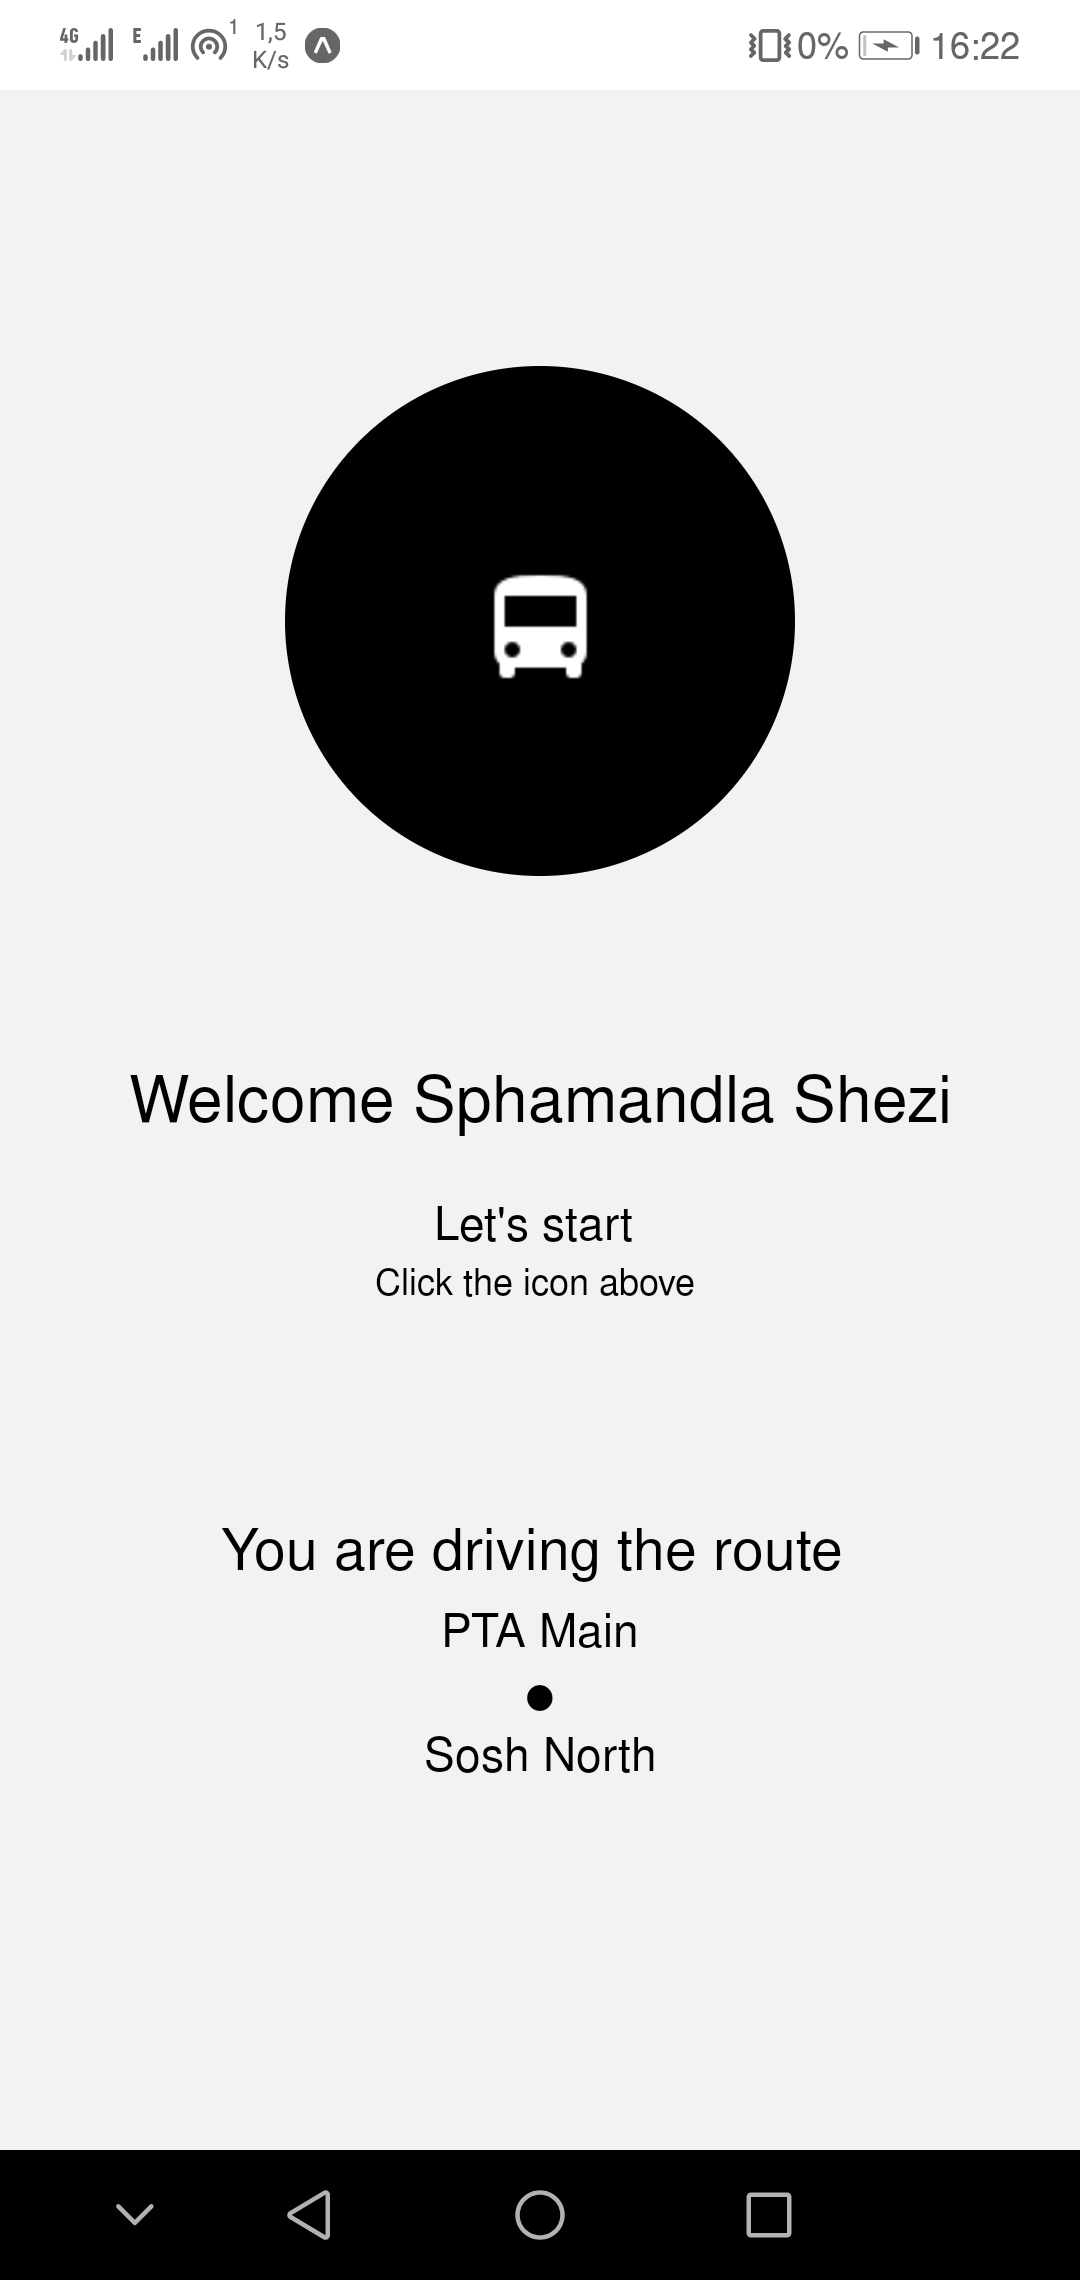 4G E 1 1,5 K/s 0% 16:22
Welcome Sphamandla Shezi
Let's start
Click the icon above
You are driving the route
PTA Main
Sosh North